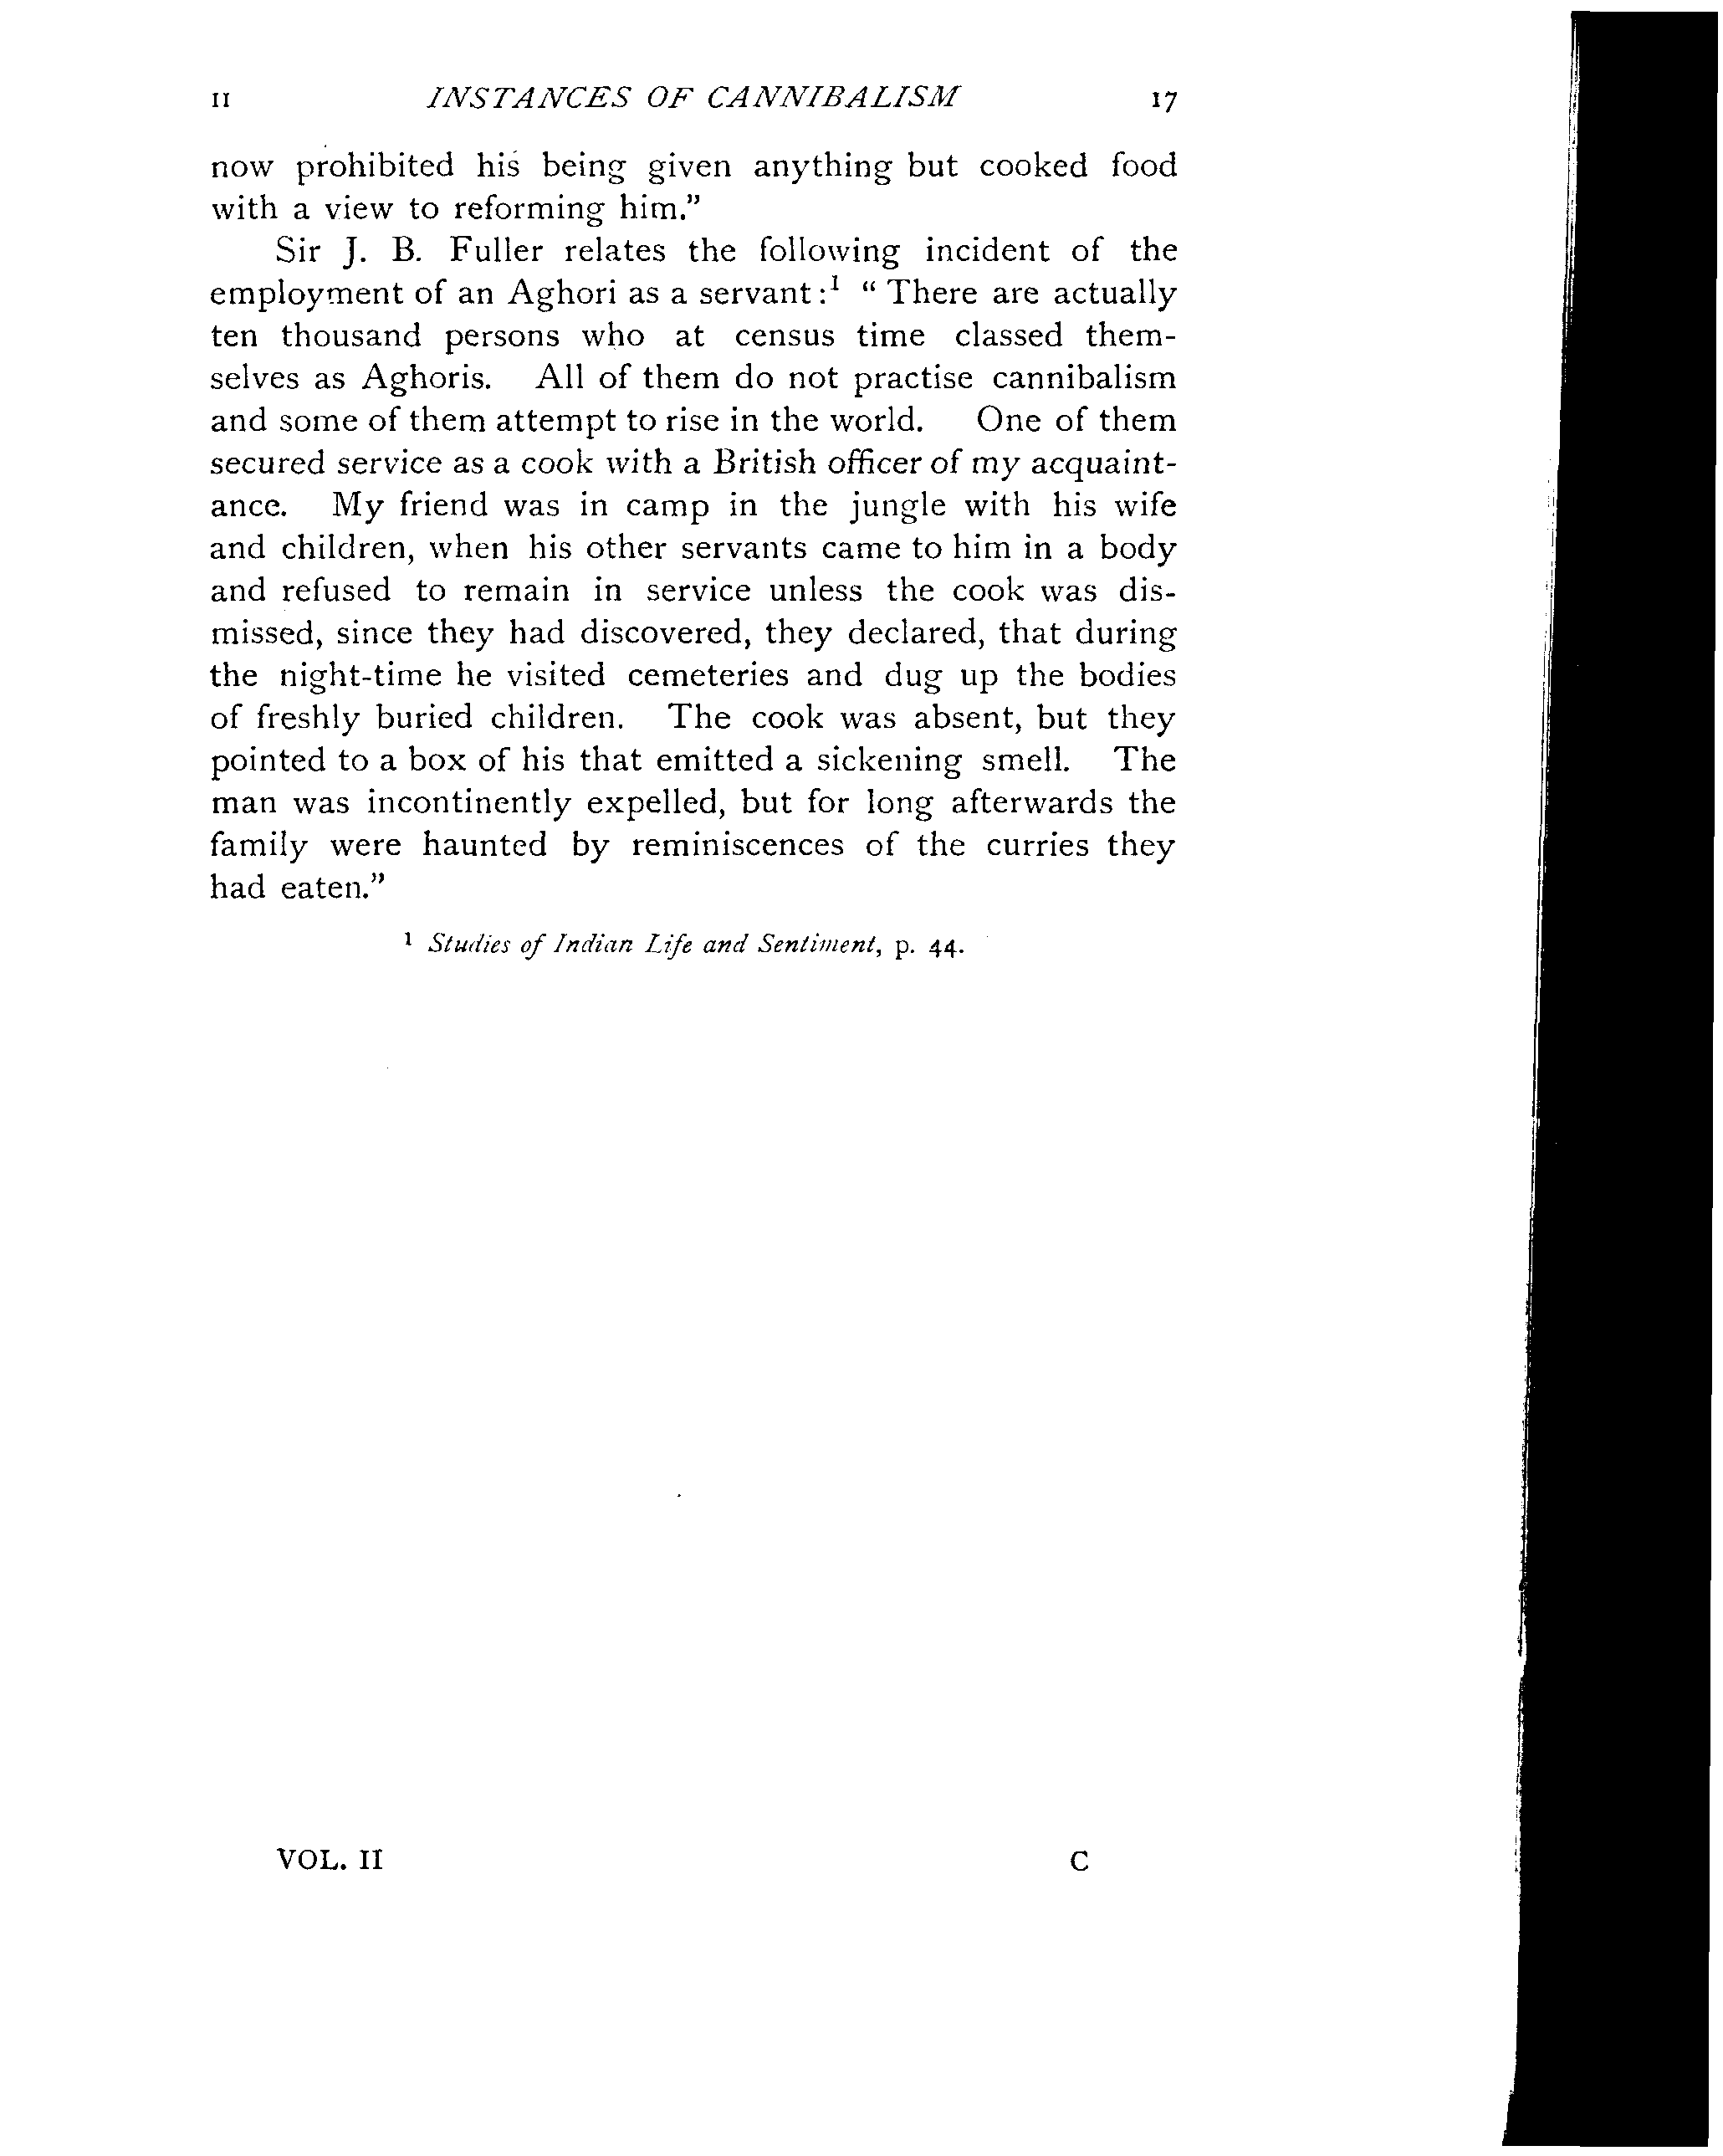 II INSTANCES OF CANNIBALISM 17
now prohibited his being given anything but cooked food
with a view to reforming him.”
Sir J. B. Fuller relates the following incident of the
employment of an Aghori as a servant:¹ “There are actually
ten thousand persons who at census time classed them-
selves as Aghoris. All of them do not practise cannibalism
and some of them attempt to rise in the world. One of them
secured service as a cook with a British officer of my acquaint-
ance. My friend was in camp in the jungle with his wife
and children, when his other servants came to him in a body
and refused to remain in service unless the cook was dis-
missed, since they had discovered, they declared, that during
the night-time he visited cemeteries and dug up the bodies
of freshly buried children. The cook was absent, but they
pointed to a box of his that emitted a sickening smell. The
man was incontinently expelled, but for long afterwards the
family were haunted by reminiscences of the curries they
had eaten.”
¹ Studies of Indian Life and Sentiment, p. 44.
VOL. II C